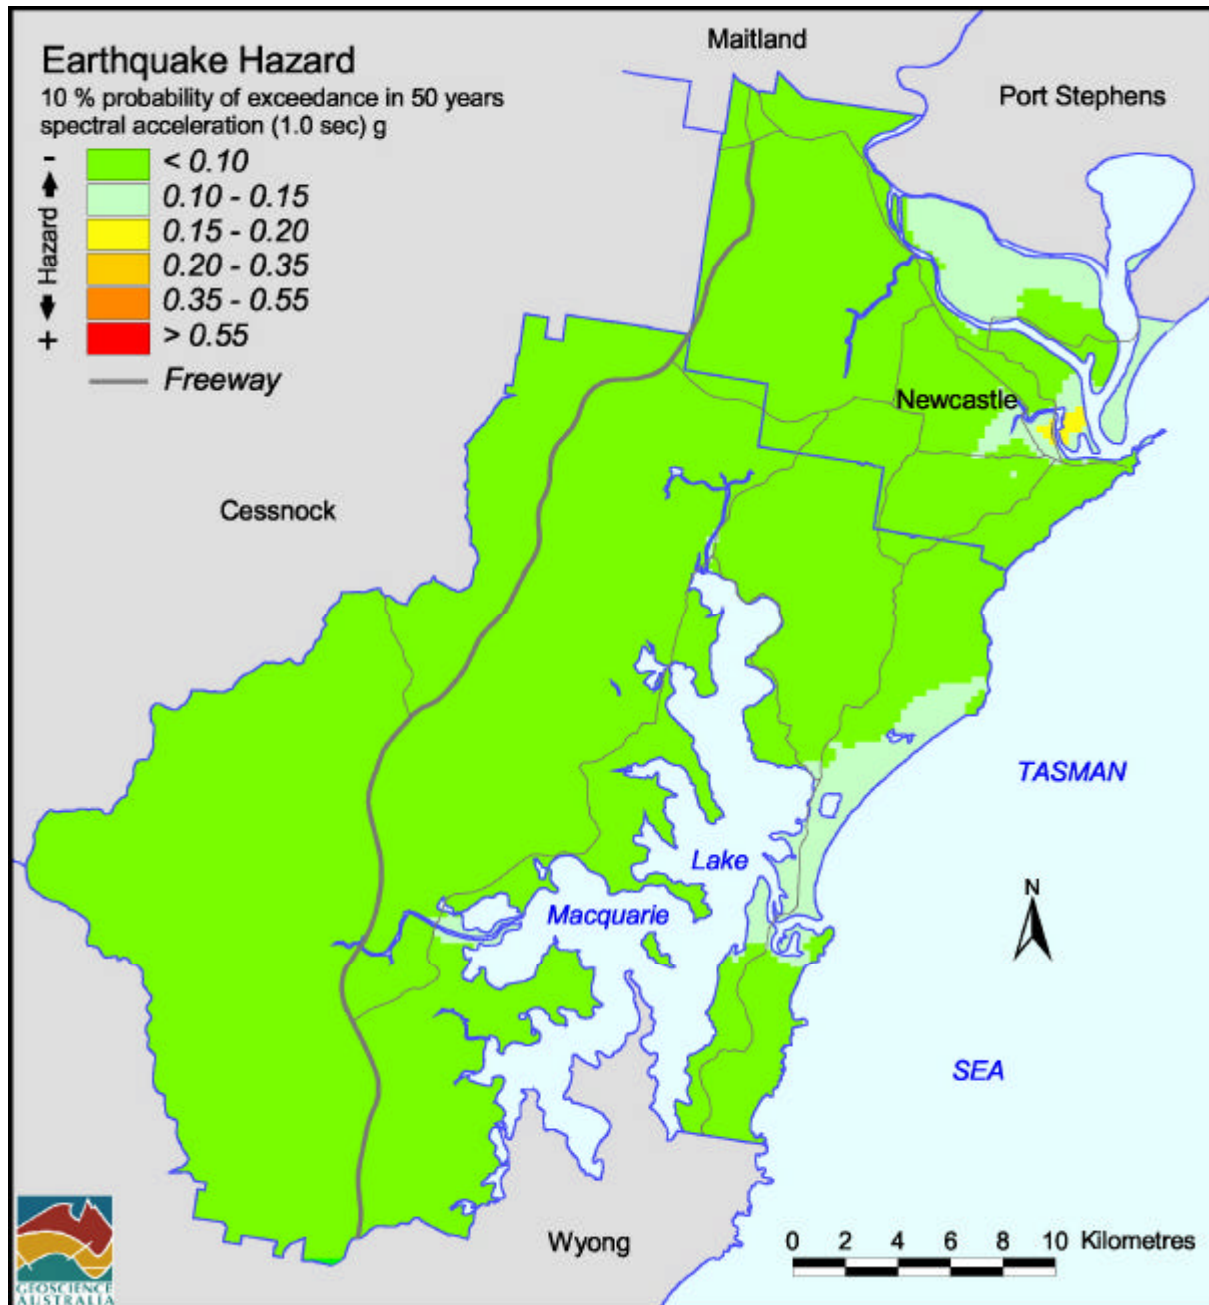 Earthquake Hazard
10 % probability of exceedance in 50 years
spectral acceleration (1.0 sec) g
- Hazard +
< 0.10
0.10 - 0.15
0.15 - 0.20
0.20 - 0.35
0.35 - 0.55
> 0.55
Freeway
Maitland
Port Stephens
Newcastle
Cessnock
TASMAN
Lake
Macquarie
N
SEA
Wyong
0 2 4 6 8 10 Kilometres
GEOSCIENCE
AUSTRALIA